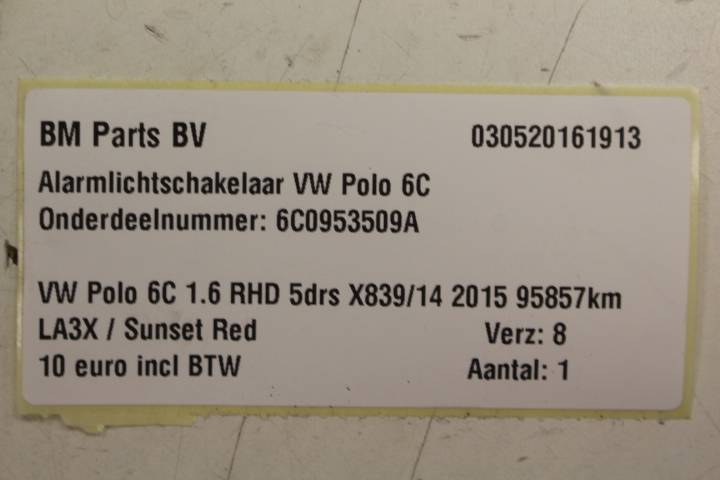 BM Parts BV 030520161913
Alarmlichtschakelaar VW Polo 6C
Onderdeelnummer: 6C0953509A
VW Polo 6C 1.6 RHD 5drs X839/14 2015 95857km
LA3X / Sunset Red Verz: 8
10 euro incl BTW Aantal: 1